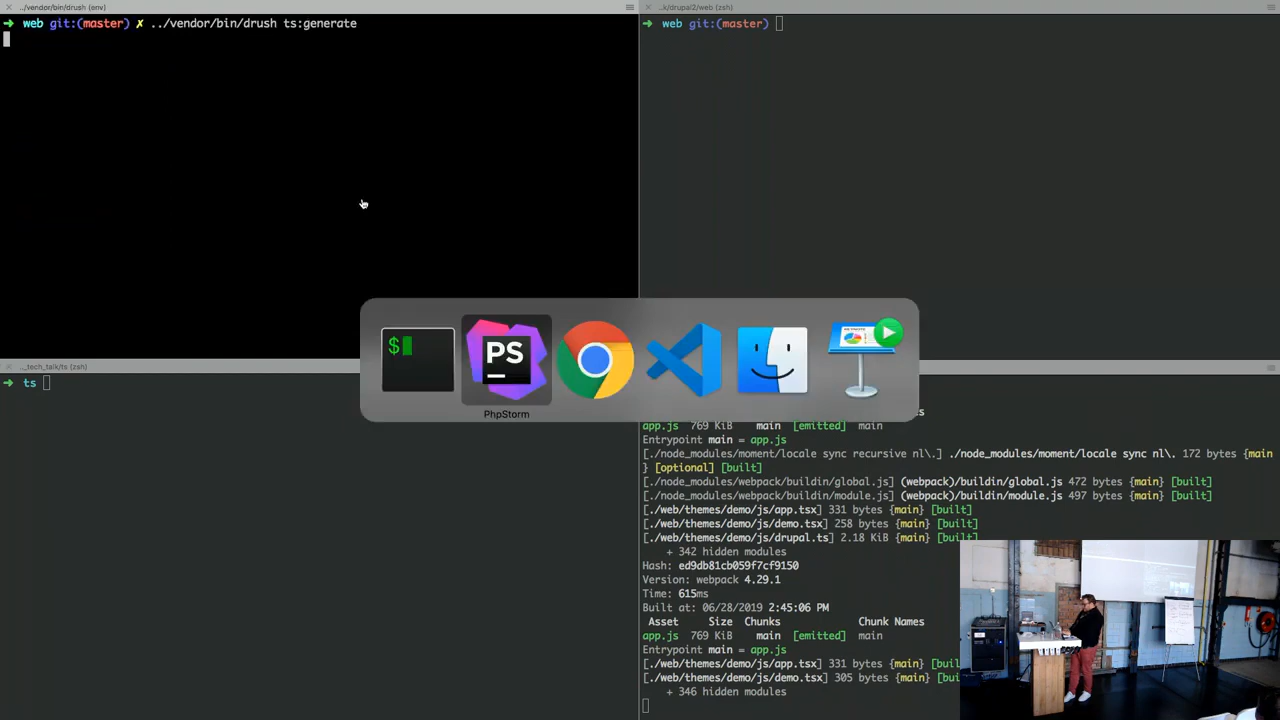 ../vendor/bin/drush (env)
➜ web git:(master) ✗ ../vendor/bin/drush ts:generate
..k/drupal2/web (zsh)
➜ web git:(master)
$
PS
PhpStorm
.._tech_talk/ts (zsh)
➜ ts
app.js 769 KiB main [emitted] main
Entrypoint main = app.js
[./node_modules/moment/locale sync recursive nl\.] ./node_modules/moment/locale sync nl\. 172 bytes {main
} [optional] [built]
[./node_modules/webpack/buildin/global.js] (webpack)/buildin/global.js 472 bytes {main} [built]
[./node_modules/webpack/buildin/module.js] (webpack)/buildin/module.js 497 bytes {main} [built]
[./web/themes/demo/js/app.tsx] 331 bytes {main} [built]
[./web/themes/demo/js/demo.tsx] 258 bytes {main} [built]
[./web/themes/demo/js/drupal.ts] 2.18 KiB {main} [built]
+ 342 hidden modules
Hash: ed9db81cb059f7cf9150
Version: webpack 4.29.1
Time: 615ms
Built at: 06/28/2019 2:45:06 PM
Asset Size Chunks Chunk Names
app.js 769 KiB main [emitted] main
Entrypoint main = app.js
[./web/themes/demo/js/app.tsx] 331 bytes {main} [buil
[./web/themes/demo/js/demo.tsx] 305 bytes {main} [bui
+ 346 hidden modules